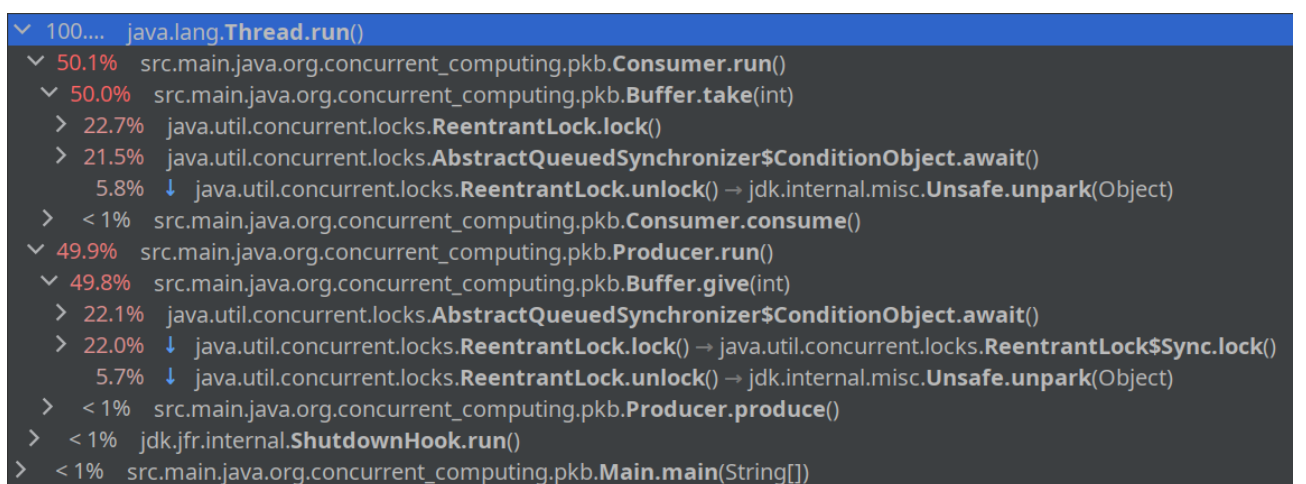 100.... java.lang.Thread.run()
50.1% src.main.java.org.concurrent_computing.pkb.Consumer.run()
50.0% src.main.java.org.concurrent_computing.pkb.Buffer.take(int)
22.7% java.util.concurrent.locks.ReentrantLock.lock()
21.5% java.util.concurrent.locks.AbstractQueuedSynchronizer$ConditionObject.await()
5.8% ↓ java.util.concurrent.locks.ReentrantLock.unlock() → jdk.internal.misc.Unsafe.unpark(Object)
< 1% src.main.java.org.concurrent_computing.pkb.Consumer.consume()
49.9% src.main.java.org.concurrent_computing.pkb.Producer.run()
49.8% src.main.java.org.concurrent_computing.pkb.Buffer.give(int)
22.1% java.util.concurrent.locks.AbstractQueuedSynchronizer$ConditionObject.await()
22.0% ↓ java.util.concurrent.locks.ReentrantLock.lock() → java.util.concurrent.locks.ReentrantLock$Sync.lock()
5.7% ↓ java.util.concurrent.locks.ReentrantLock.unlock() → jdk.internal.misc.Unsafe.unpark(Object)
< 1% src.main.java.org.concurrent_computing.pkb.Producer.produce()
< 1% jdk.jfr.internal.ShutdownHook.run()
< 1% src.main.java.org.concurrent_computing.pkb.Main.main(String[])